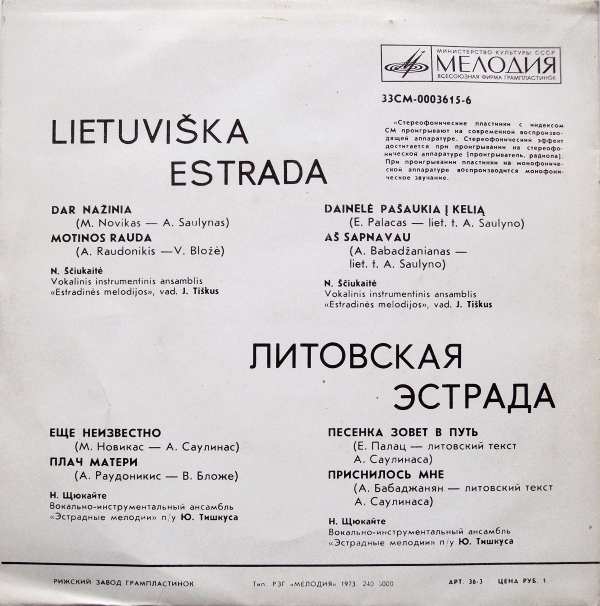 МИНИСТЕРСТВО КУЛЬТУРЫ СССР
МЕЛОДИЯ
ВСЕСОЮЗНАЯ ФИРМА ГРАМПЛАСТИНОК
33СМ-0003615-6
«Стереофонические пластинки с индексом
СМ проигрывают на современной воспроизво-
дящей аппаратуре. Стереофонический эффект
достигается при проигрывании на стереофо-
нической аппаратуре (проигрыватель, радиола).
При проигрывании пластинки на монофониче-
ской аппаратуре воспроизводится монофони-
ческое звучание.
LIETUVIŠKA
ESTRADA
DAR NAŽINIA
(M. Novikas — A. Saulynas)
MOTINOS RAUDA
(A. Raudonikis —V. Bložė)
N. Ščiukaitė
Vokalinis instrumentinis ansamblis
«Estradinės melodijos», vad. J. Tiškus
DAINELĖ PAŠAUKIA Į KELIĄ
(E. Palacas — liet. t. A. Saulyno)
AŠ SAPNAVAU
(A. Babadžanianas —
liet. t. A. Saulyno)
N. Ščiukaitė
Vokalinis instrumentinis ansamblis
«Estradinės melodijos», vad. J. Tiškus
ЛИТОВСКАЯ
ЭСТРАДА
ЕЩЕ НЕИЗВЕСТНО
(М. Новикас — А. Саулинас)
ПЛАЧ МАТЕРИ
(А. Раудоникис — В. Бложе)
Н. Щюкайте
Вокально-инструментальный ансамбль
«Эстрадные мелодии» п/у Ю. Тишкуса
ПЕСЕНКА ЗОВЕТ В ПУТЬ
(Е. Палац — литовский текст
А. Саулинаса)
ПРИСНИЛОСЬ МНЕ
(А. Бабаджанян — литовский текст
А. Саулинаса)
Н. Щюкайте
Вокально-инструментальный ансамбль
«Эстрадные мелодии» п/у Ю. Тишкуса
РИЖСКИЙ ЗАВОД ГРАМПЛАСТИНОК
Тип. РЗГ «МЕЛОДИЯ» 1973. 240 5000.
АРТ. 36-3
ЦЕНА РУБ. 1